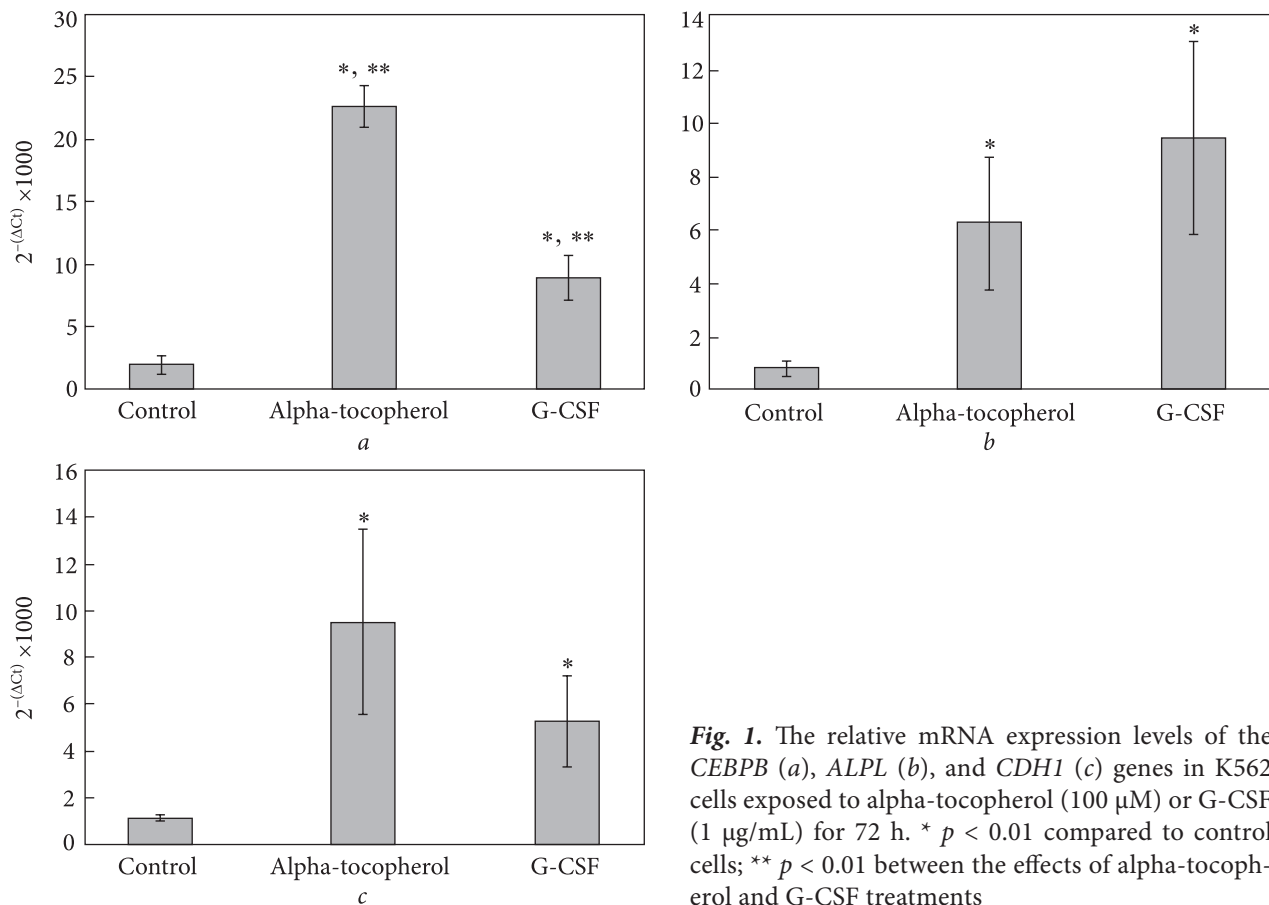 30
25
20
15
10
5
0
2^–(ΔCt) ×1000
*, **
*, **
Control Alpha-tocopherol G-CSF
a
14
12
10
8
6
4
2
0
*
*
Control Alpha-tocopherol G-CSF
b
16
14
12
10
8
6
4
2
0
2^–(ΔCt) ×1000
*
*
Control Alpha-tocopherol G-CSF
c
Fig. 1. The relative mRNA expression levels of the
CEBPB (a), ALPL (b), and CDH1 (c) genes in K562
cells exposed to alpha-tocopherol (100 μM) or G-CSF
(1 μg/mL) for 72 h. * p < 0.01 compared to control
cells; ** p < 0.01 between the effects of alpha-tocoph-
erol and G-CSF treatments